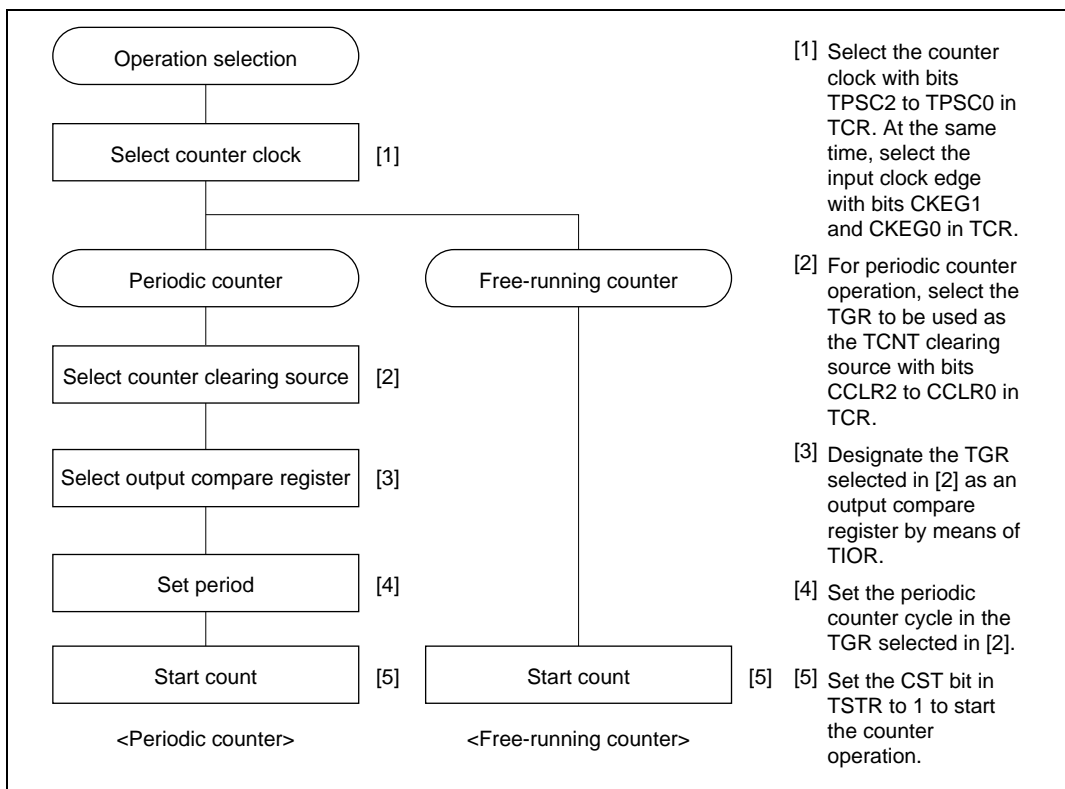 Operation selection
Select counter clock [1]
Periodic counter
Free-running counter
Select counter clearing source [2]
Select output compare register [3]
Set period [4]
Start count [5]
Start count [5]
<Periodic counter>
<Free-running counter>
[1] Select the counter
clock with bits
TPSC2 to TPSC0 in
TCR. At the same
time, select the
input clock edge
with bits CKEG1
and CKEG0 in TCR.
[2] For periodic counter
operation, select the
TGR to be used as
the TCNT clearing
source with bits
CCLR2 to CCLR0 in
TCR.
[3] Designate the TGR
selected in [2] as an
output compare
register by means of
TIOR.
[4] Set the periodic
counter cycle in the
TGR selected in [2].
[5] Set the CST bit in
TSTR to 1 to start
the counter
operation.